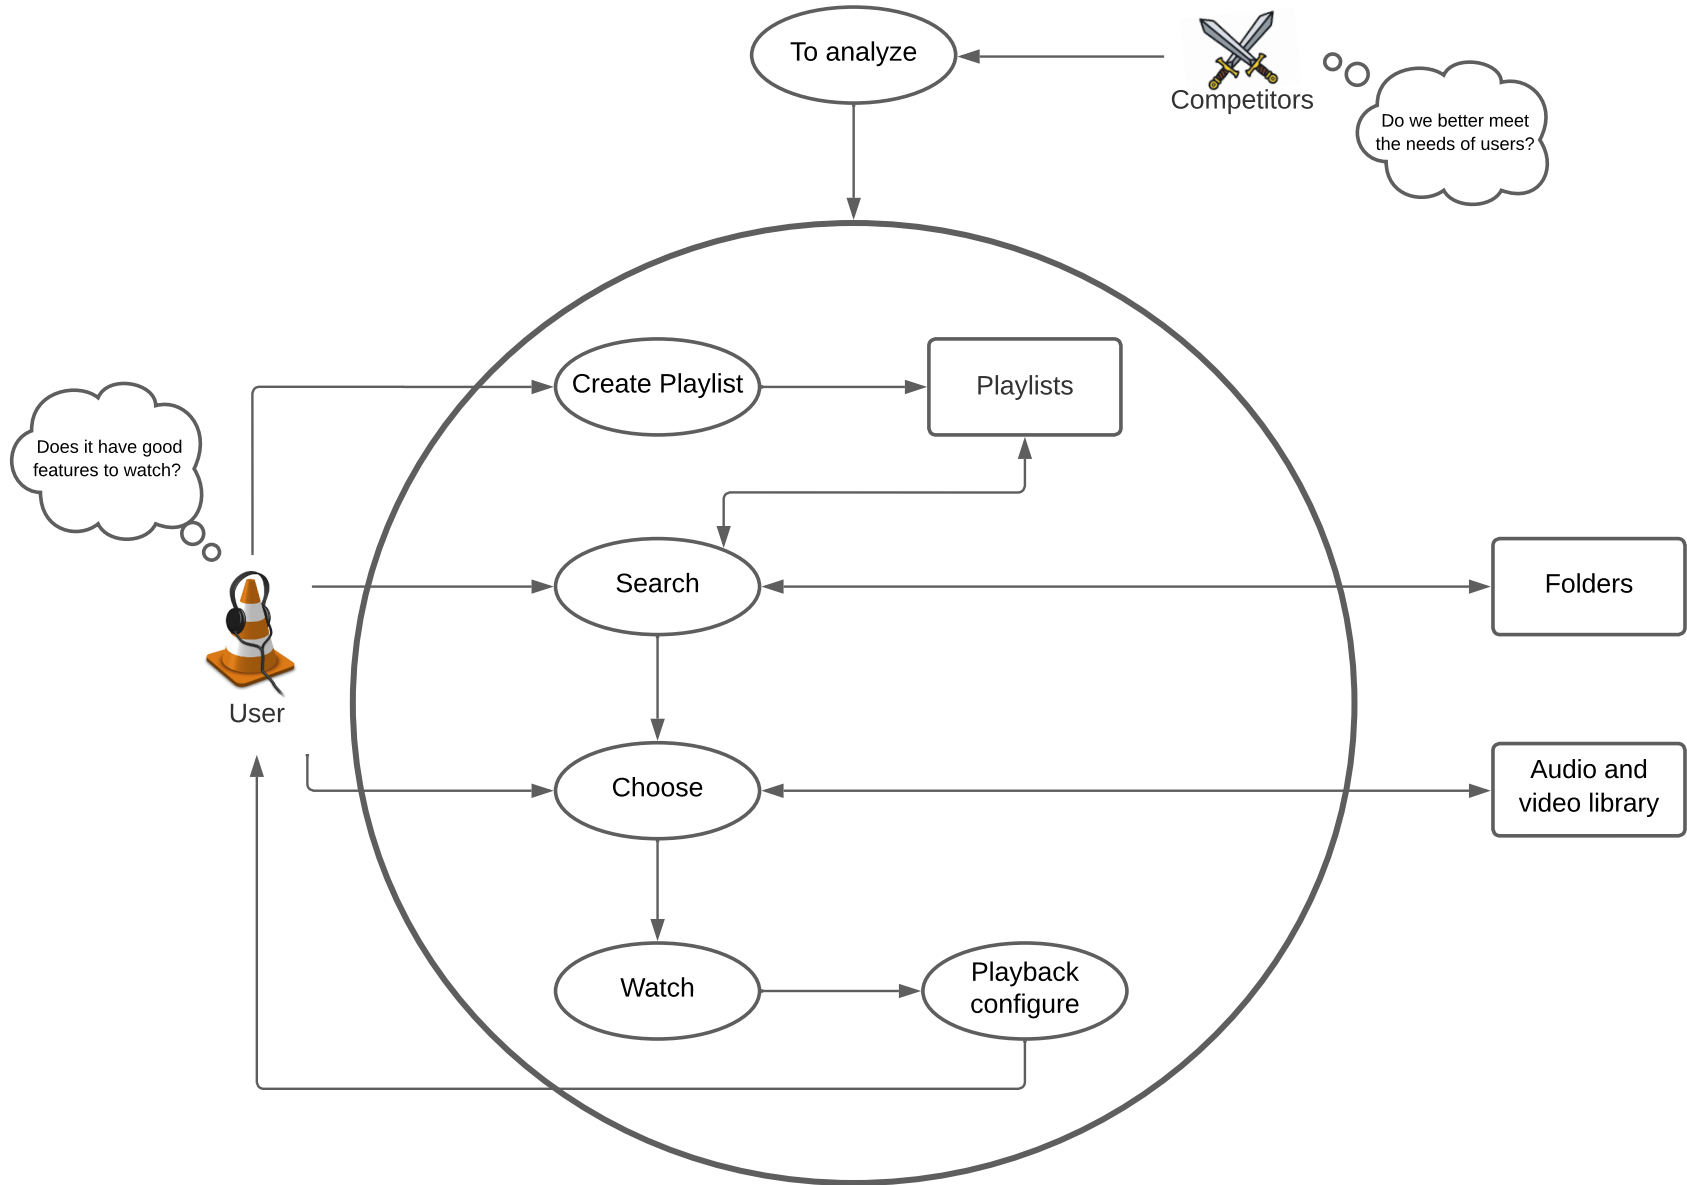 To analyze
Competitors
Do we better meet
the needs of users?
Create Playlist
Playlists
Does it have good
features to watch?
Search
Folders
User
Choose
Audio and
video library
Watch
Playback
configure